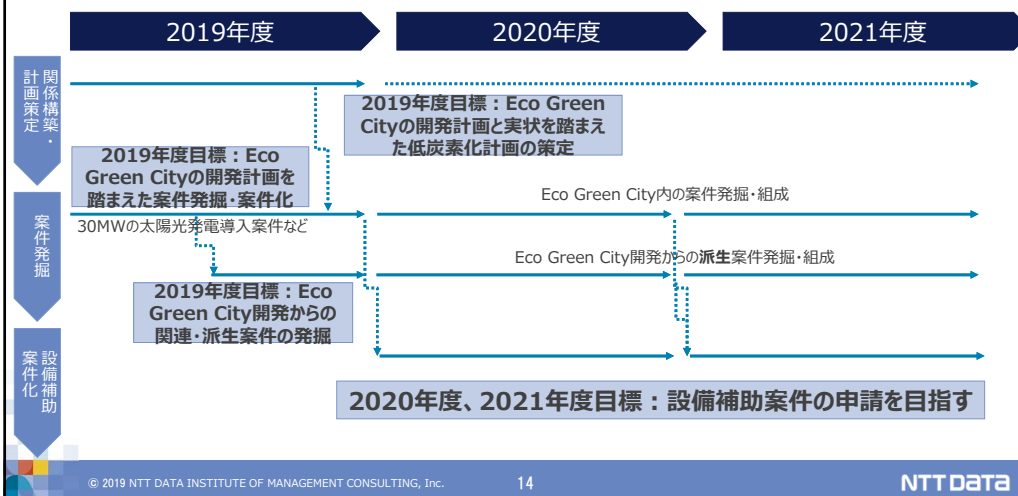 2019年度
2020年度
2021年度
関係構築・
計画策定
2019年度目標：Eco Green
Cityの開発計画と実状を踏まえ
た低炭素化計画の策定
2019年度目標：Eco
Green Cityの開発計画を
踏まえた案件発掘・案件化
案件発掘
30MWの太陽光発電導入案件など
Eco Green City内の案件発掘・組成
Eco Green City開発からの派生案件発掘・組成
2019年度目標：Eco
Green City開発からの
関連・派生案件の発掘
設備補助
案件化
2020年度、2021年度目標：設備補助案件の申請を目指す
© 2019 NTT DATA INSTITUTE OF MANAGEMENT CONSULTING, Inc.
14
NTT DATA